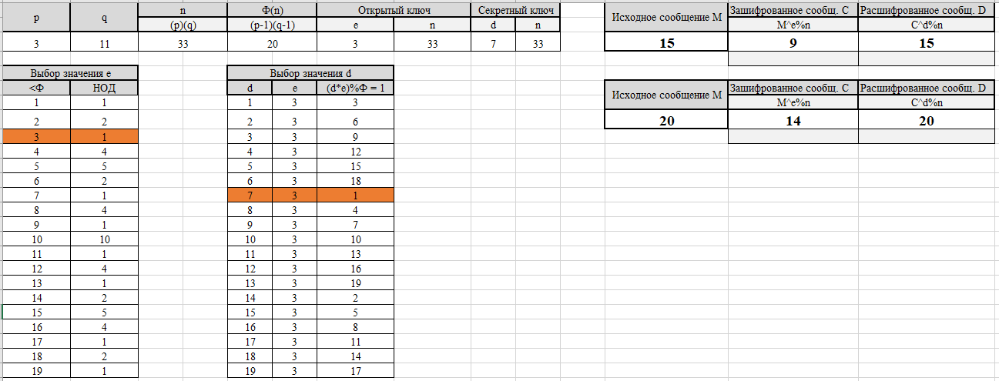 p q n Ф(n) Открытый ключ Секретный ключ
(p)(q) (p-1)(q-1) e n d n
3 11 33 20 3 33 7 33
Исходное сообщение М Зашифрованное сообщ. С Расшифрованное сообщ. D
M^e%n C^d%n
15 9 15
Выбор значения e Выбор значения d
<Ф НОД d e (d*e)%Ф = 1
Исходное сообщение М Зашифрованное сообщ. С Расшифрованное сообщ. D
M^e%n C^d%n
20 14 20
1 1 1 3 3
2 2 2 3 6
3 1 3 3 9
4 4 4 3 12
5 5 5 3 15
6 2 6 3 18
7 1 7 3 1
8 4 8 3 4
9 1 9 3 7
10 10 10 3 10
11 1 11 3 13
12 4 12 3 16
13 1 13 3 19
14 2 14 3 2
15 5 15 3 5
16 4 16 3 8
17 1 17 3 11
18 2 18 3 14
19 1 19 3 17